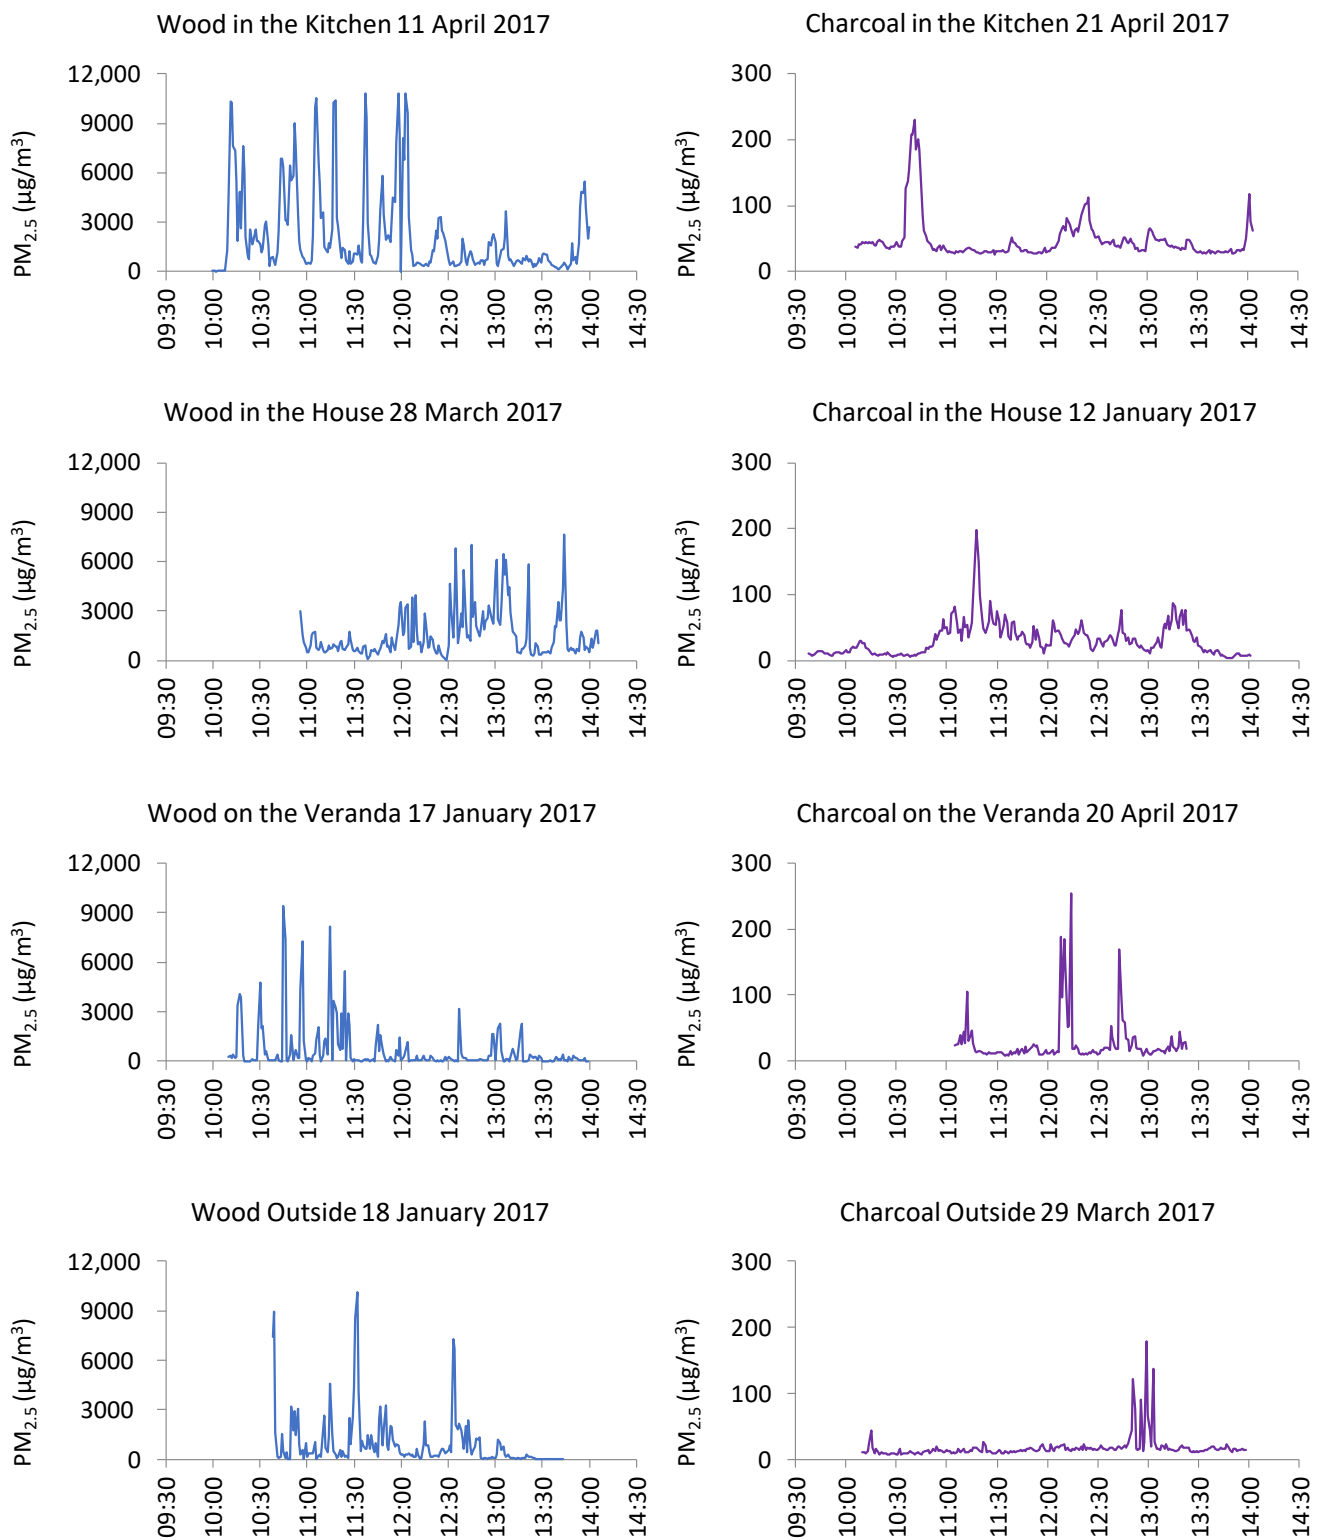 Wood in the Kitchen 11 April 2017
12,000
9000
6000
3000
0
PM2.5 (µg/m³)
09:30 10:00 10:30 11:00 11:30 12:00 12:30 13:00 13:30 14:00 14:30
Charcoal in the Kitchen 21 April 2017
300
200
100
0
PM2.5 (µg/m³)
09:30 10:00 10:30 11:00 11:30 12:00 12:30 13:00 13:30 14:00 14:30
Wood in the House 28 March 2017
12,000
9000
6000
3000
0
PM2.5 (µg/m³)
09:30 10:00 10:30 11:00 11:30 12:00 12:30 13:00 13:30 14:00 14:30
Charcoal in the House 12 January 2017
300
200
100
0
PM2.5 (µg/m³)
09:30 10:00 10:30 11:00 11:30 12:00 12:30 13:00 13:30 14:00 14:30
Wood on the Veranda 17 January 2017
12,000
9000
6000
3000
0
PM2.5 (µg/m³)
09:30 10:00 10:30 11:00 11:30 12:00 12:30 13:00 13:30 14:00 14:30
Charcoal on the Veranda 20 April 2017
300
200
100
0
PM2.5 (µg/m³)
09:30 10:00 10:30 11:00 11:30 12:00 12:30 13:00 13:30 14:00 14:30
Wood Outside 18 January 2017
12,000
9000
6000
3000
0
PM2.5 (µg/m³)
09:30 10:00 10:30 11:00 11:30 12:00 12:30 13:00 13:30 14:00 14:30
Charcoal Outside 29 March 2017
300
200
100
0
PM2.5 (µg/m³)
09:30 10:00 10:30 11:00 11:30 12:00 12:30 13:00 13:30 14:00 14:30